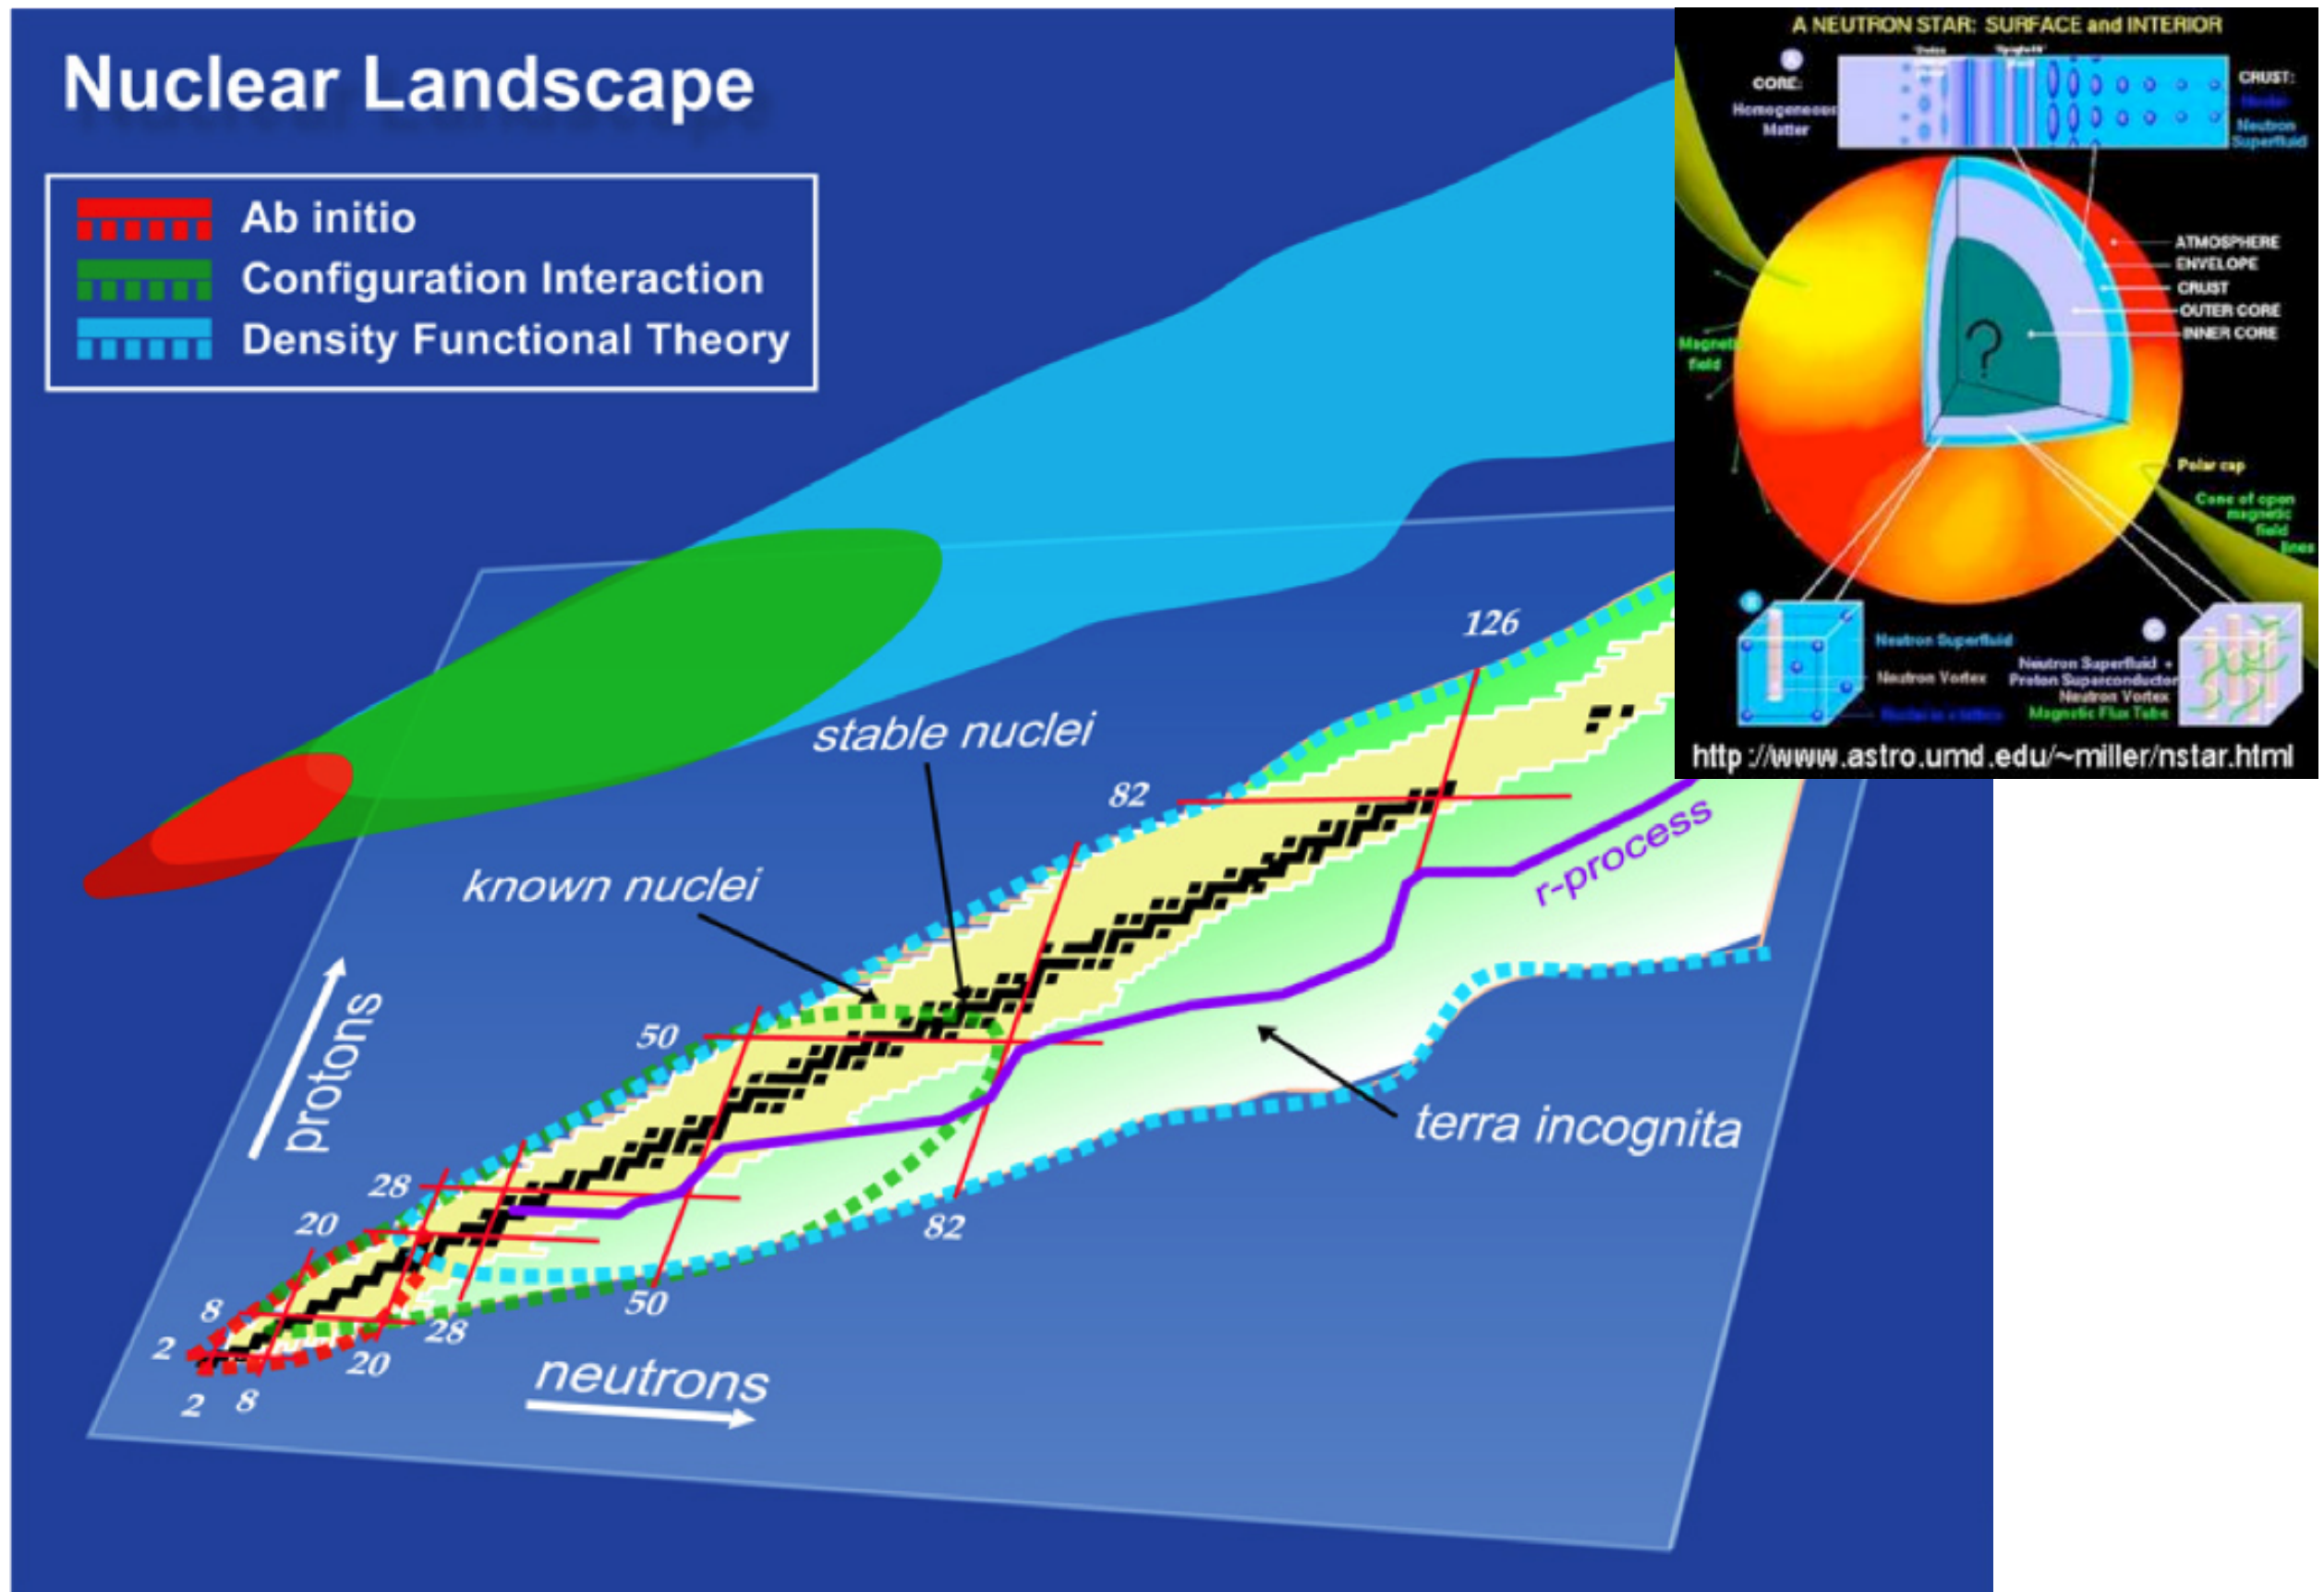 Nuclear Landscape
Ab initio
Configuration Interaction
Density Functional Theory
stable nuclei
known nuclei
protons
neutrons
r-process
terra incognita
126
82
50
28
20
8
2
2
8
20
28
50
82
A NEUTRON STAR: SURFACE and INTERIOR
A
CORE:
Homogeneous
Matter
CRUST:
Neutron
Superfluid
ATMOSPHERE
ENVELOPE
CRUST
OUTER CORE
INNER CORE
?
Magnetic
field
Polar cap
Cone of open
magnetic
field
lines
B
Neutron Superfluid
Neutron Vortex
C
Neutron Superfluid +
Proton Superconductor
Neutron Vortex
Magnetic Flux Tube
http://www.astro.umd.edu/~miller/nstar.html